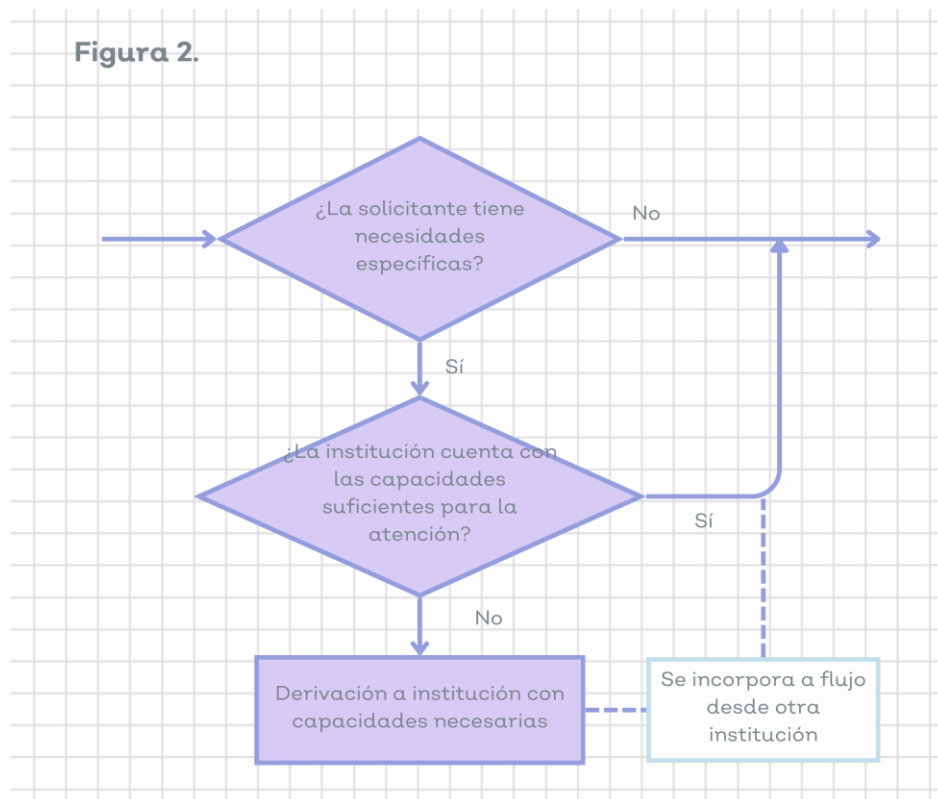 Figura 2.
¿La solicitante tiene
necesidades
específicas?
No
Sí
¿La institución cuenta con
las capacidades
suficientes para la
atención?
Sí
No
Derivación a institución con
capacidades necesarias
Se incorpora a flujo
desde otra
institución